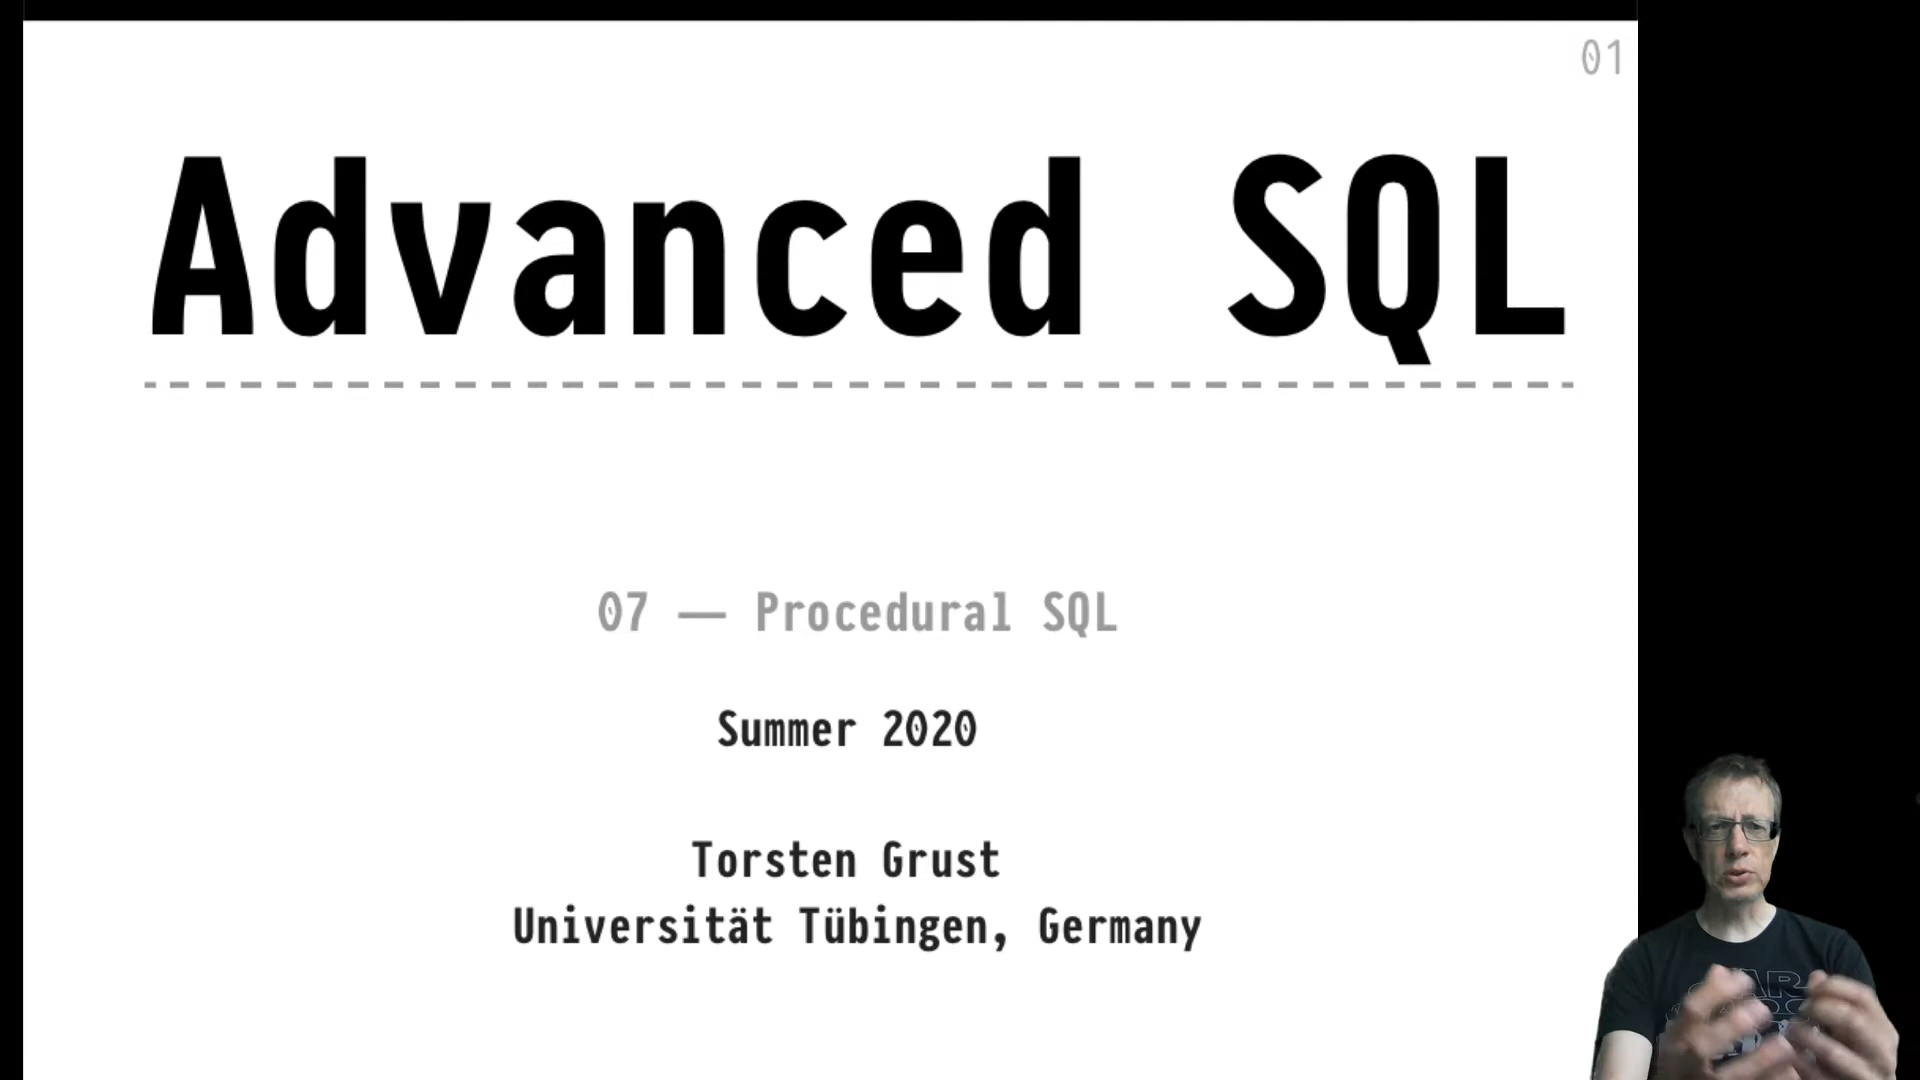 01
Advanced SQL
07 — Procedural SQL
Summer 2020
Torsten Grust
Universität Tübingen, Germany